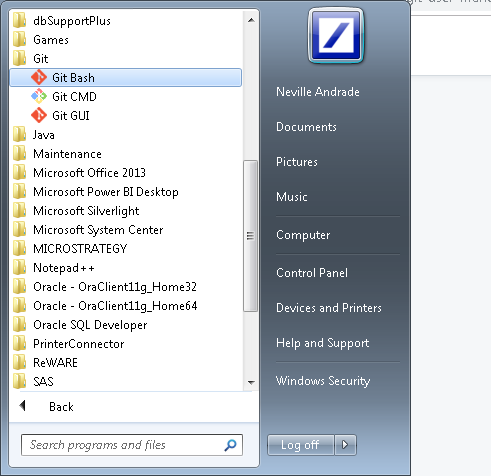 dbSupportPlus
Games
Git
Git Bash
Git CMD
Git GUI
Java
Maintenance
Microsoft Office 2013
Microsoft Power BI Desktop
Microsoft Silverlight
Microsoft System Center
MICROSTRATEGY
Notepad++
Oracle - OraClient11g_Home32
Oracle - OraClient11g_Home64
Oracle SQL Developer
PrinterConnector
ReWARE
SAS
Back
Search programs and files
Neville Andrade
Documents
Pictures
Music
Computer
Control Panel
Devices and Printers
Help and Support
Windows Security
Log off